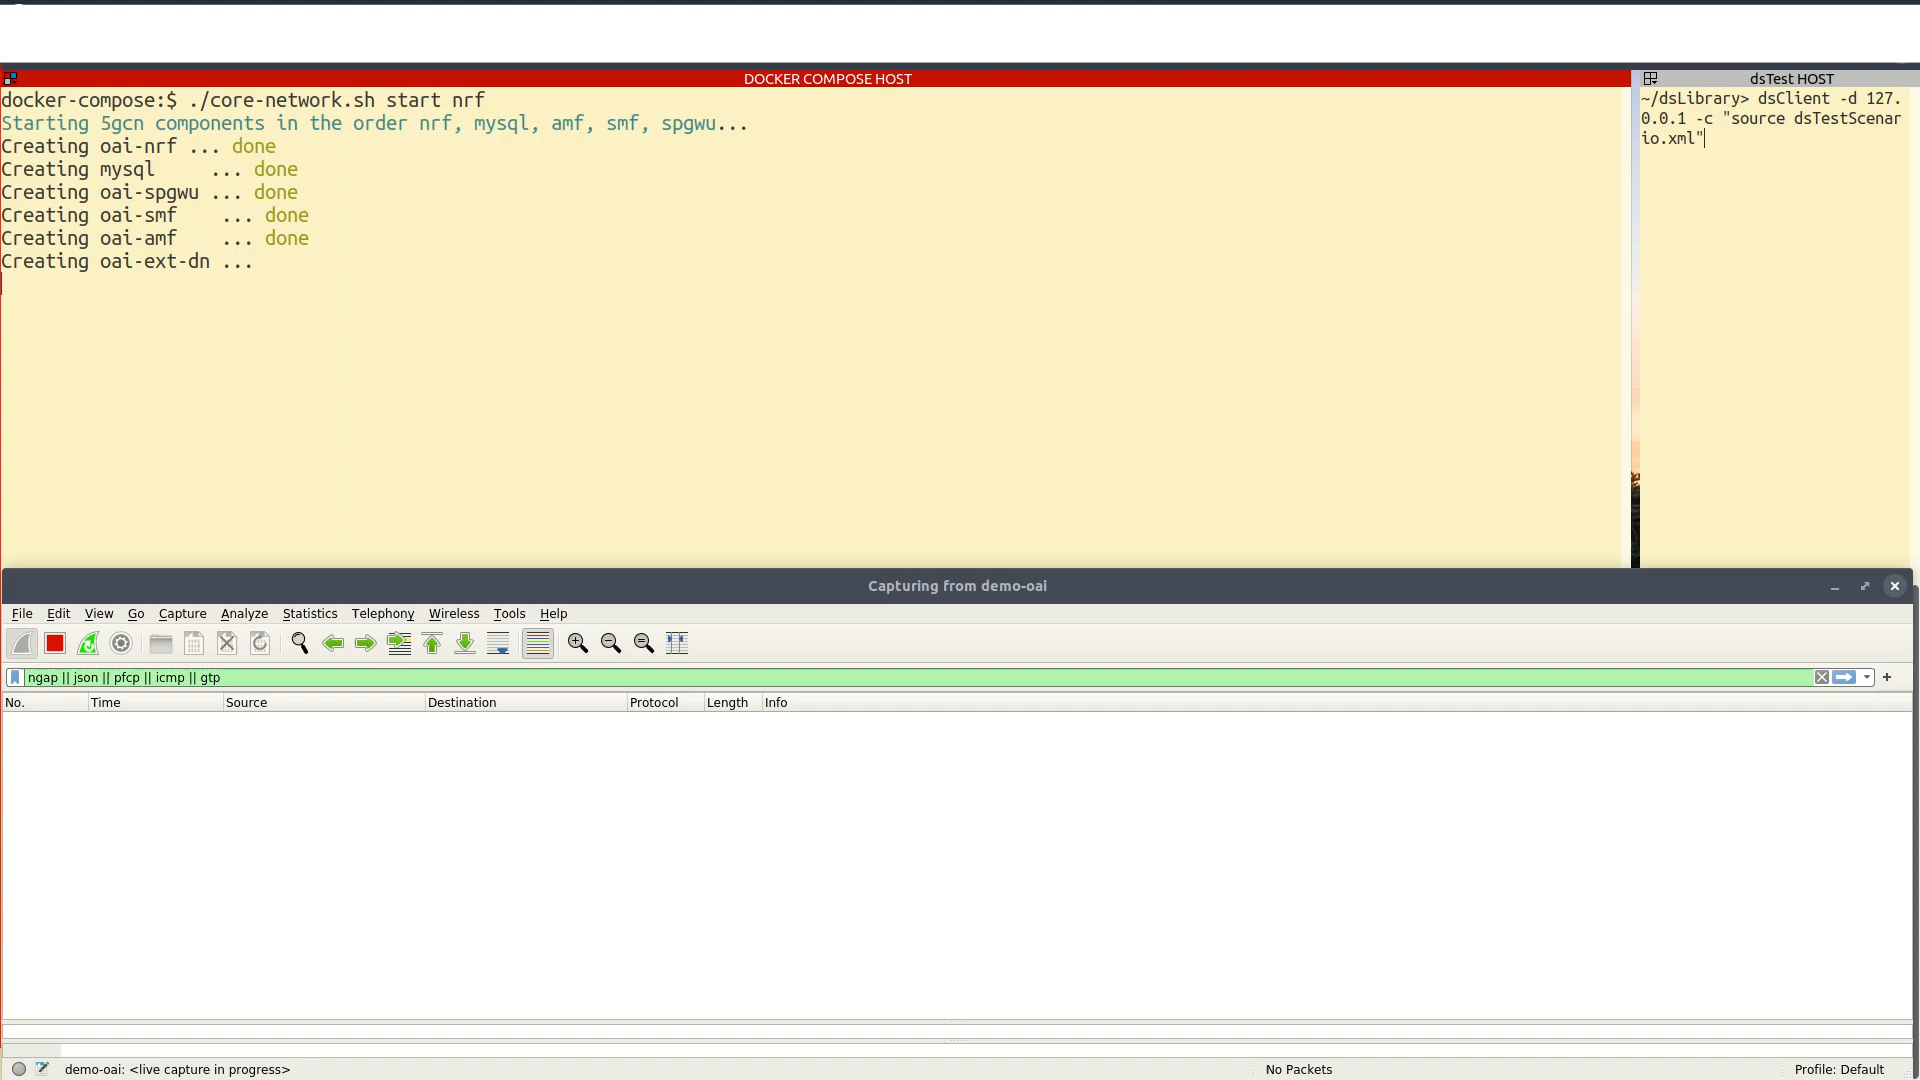 DOCKER COMPOSE HOST
docker-compose:$ ./core-network.sh start nrf
Starting 5gcn components in the order nrf, mysql, amf, smf, spgwu...
Creating oai-nrf ... done
Creating mysql     ... done
Creating oai-spgwu ... done
Creating oai-smf    ... done
Creating oai-amf    ... done
Creating oai-ext-dn ...
dsTest HOST
~/dsLibrary> dsClient -d 127.
0.0.1 -c "source dsTestScenar
io.xml"
Capturing from demo-oai
File Edit View Go Capture Analyze Statistics Telephony Wireless Tools Help
ngap || json || pfcp || icmp || gtp
No. Time Source Destination Protocol Length Info
demo-oai: <live capture in progress> No Packets Profile: Default